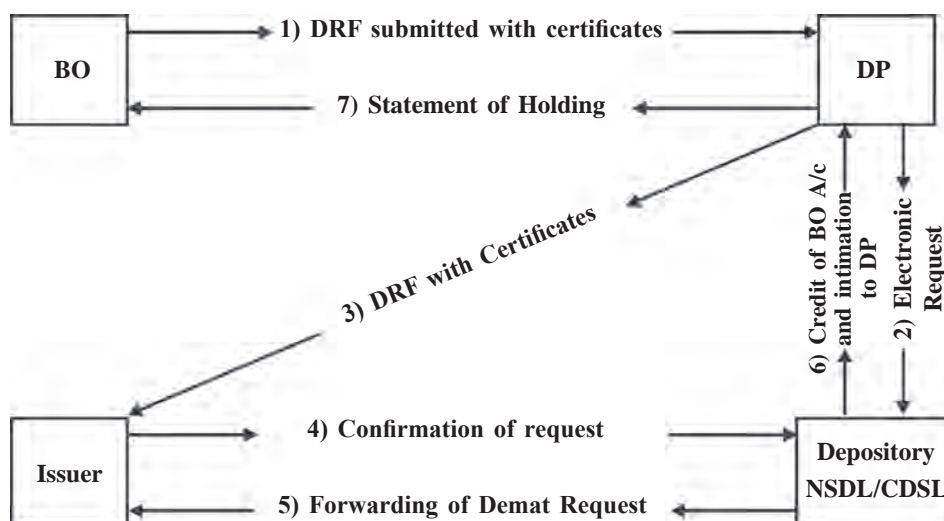 1) DRF submitted with certificates
BO
DP
7) Statement of Holding
3) DRF with Certificates
6) Credit of BO A/c
and intimation
to DP
2) Electronic
Request
4) Confirmation of request
Issuer
Depository
NSDL/CDSL
5) Forwarding of Demat Request